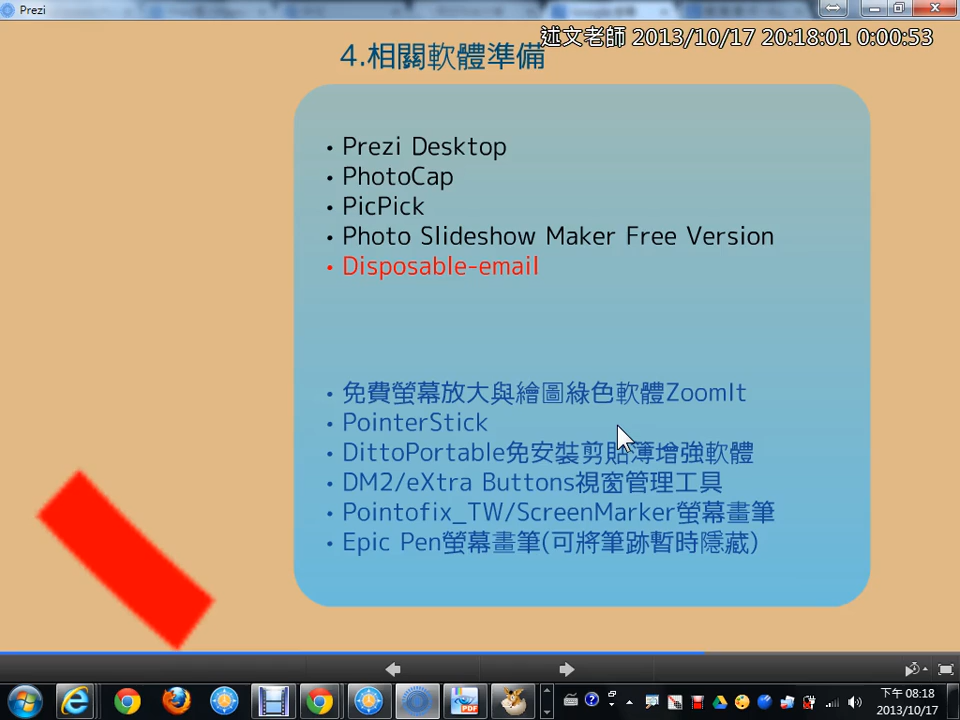 Prezi
述文老師 2013/10/17 20:18:01 0:00:53
4.相關軟體準備
• Prezi Desktop
• PhotoCap
• PicPick
• Photo Slideshow Maker Free Version
• Disposable-email
• 免費螢幕放大與繪圖綠色軟體ZoomIt
• PointerStick
• DittoPortable免安裝剪貼簿增強軟體
• DM2/eXtra Buttons視窗管理工具
• Pointofix_TW/ScreenMarker螢幕畫筆
• Epic Pen螢幕畫筆(可將筆跡暫時隱藏)
PDF
下午 08:18
2013/10/17